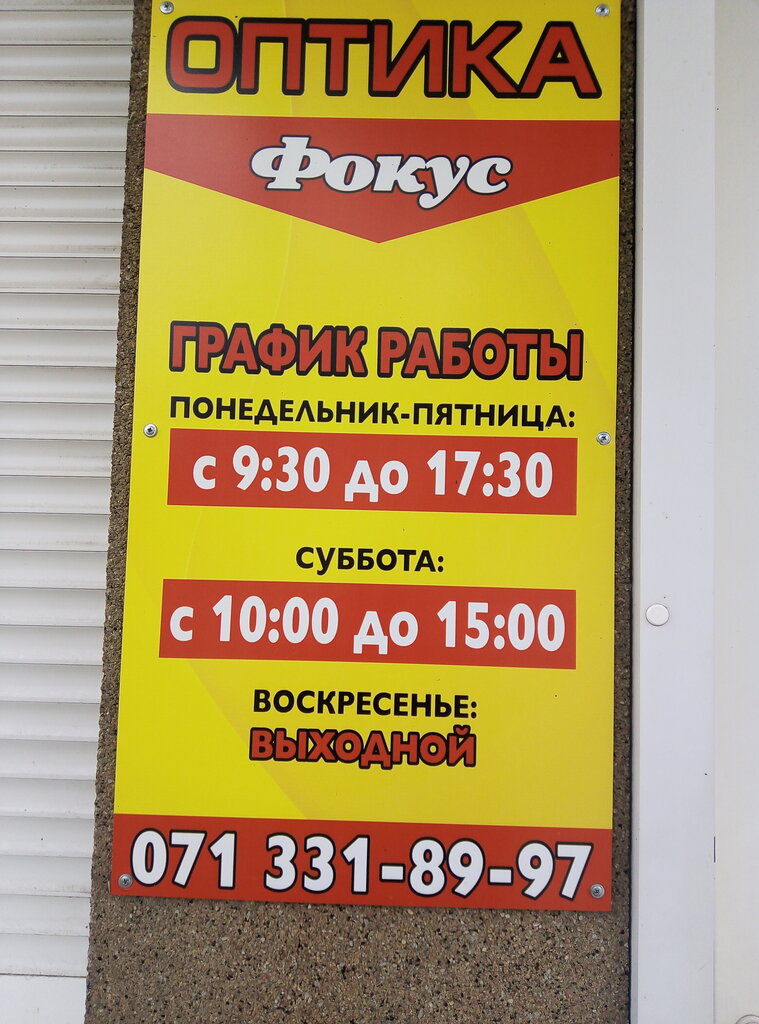 ОПТИКА
Фокус
ГРАФИК РАБОТЫ
ПОНЕДЕЛЬНИК-ПЯТНИЦА:
с 9:30 до 17:30
СУББОТА:
с 10:00 до 15:00
ВОСКРЕСЕНЬЕ:
ВЫХОДНОЙ
071 331-89-97